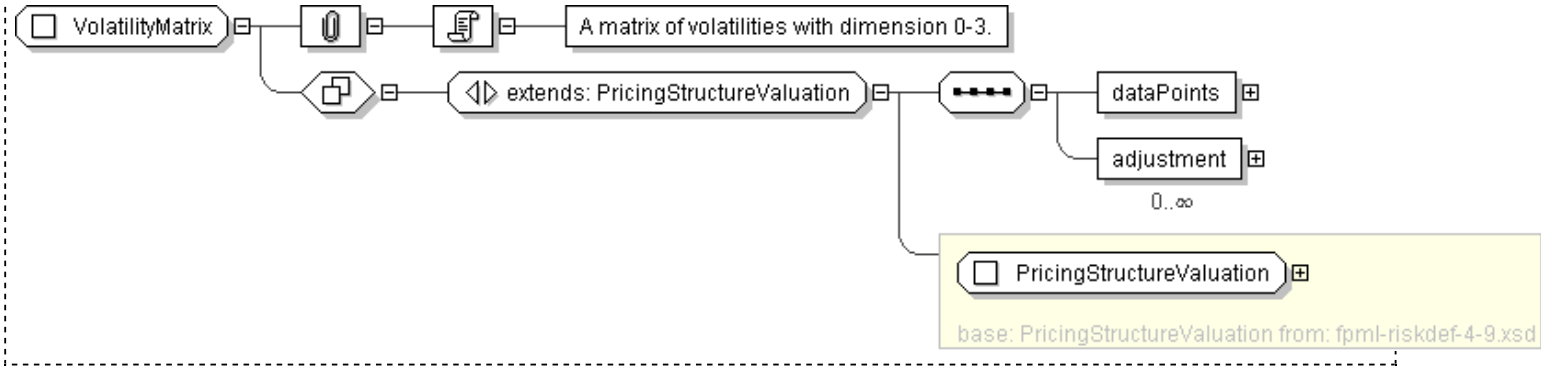 VolatilityMatrix
A matrix of volatilities with dimension 0-3.
extends: PricingStructureValuation
dataPoints
adjustment
0..∞
PricingStructureValuation
base: PricingStructureValuation from: fpml-riskdef-4-9.xsd